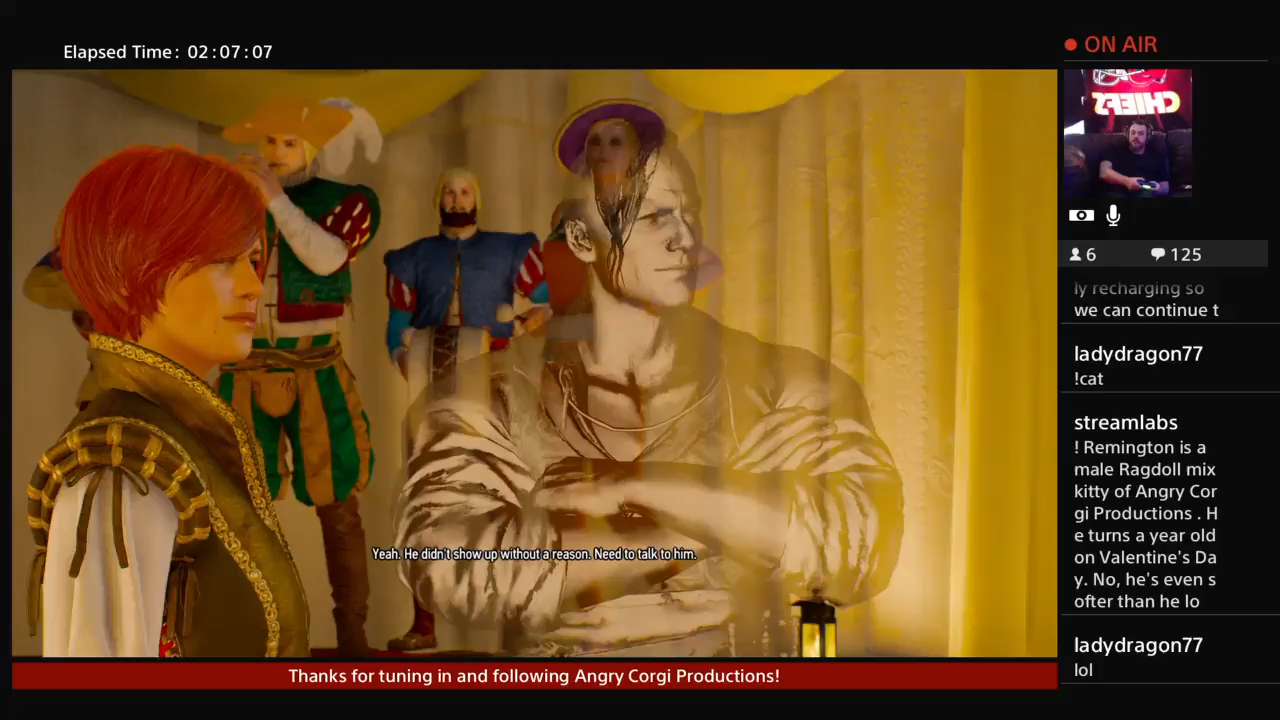 Elapsed Time: 02:07:07
ON AIR
CHIEFS
6 125
ly recharging so
we can continue t
ladydragon77
!cat
streamlabs
! Remington is a
male Ragdoll mix
kitty of Angry Cor
gi Productions . H
e turns a year old
on Valentine's Da
y. No, he's even s
ofter than he lo
ladydragon77
lol
Yeah. He didn't show up without a reason. Need to talk to him.
Thanks for tuning in and following Angry Corgi Productions!